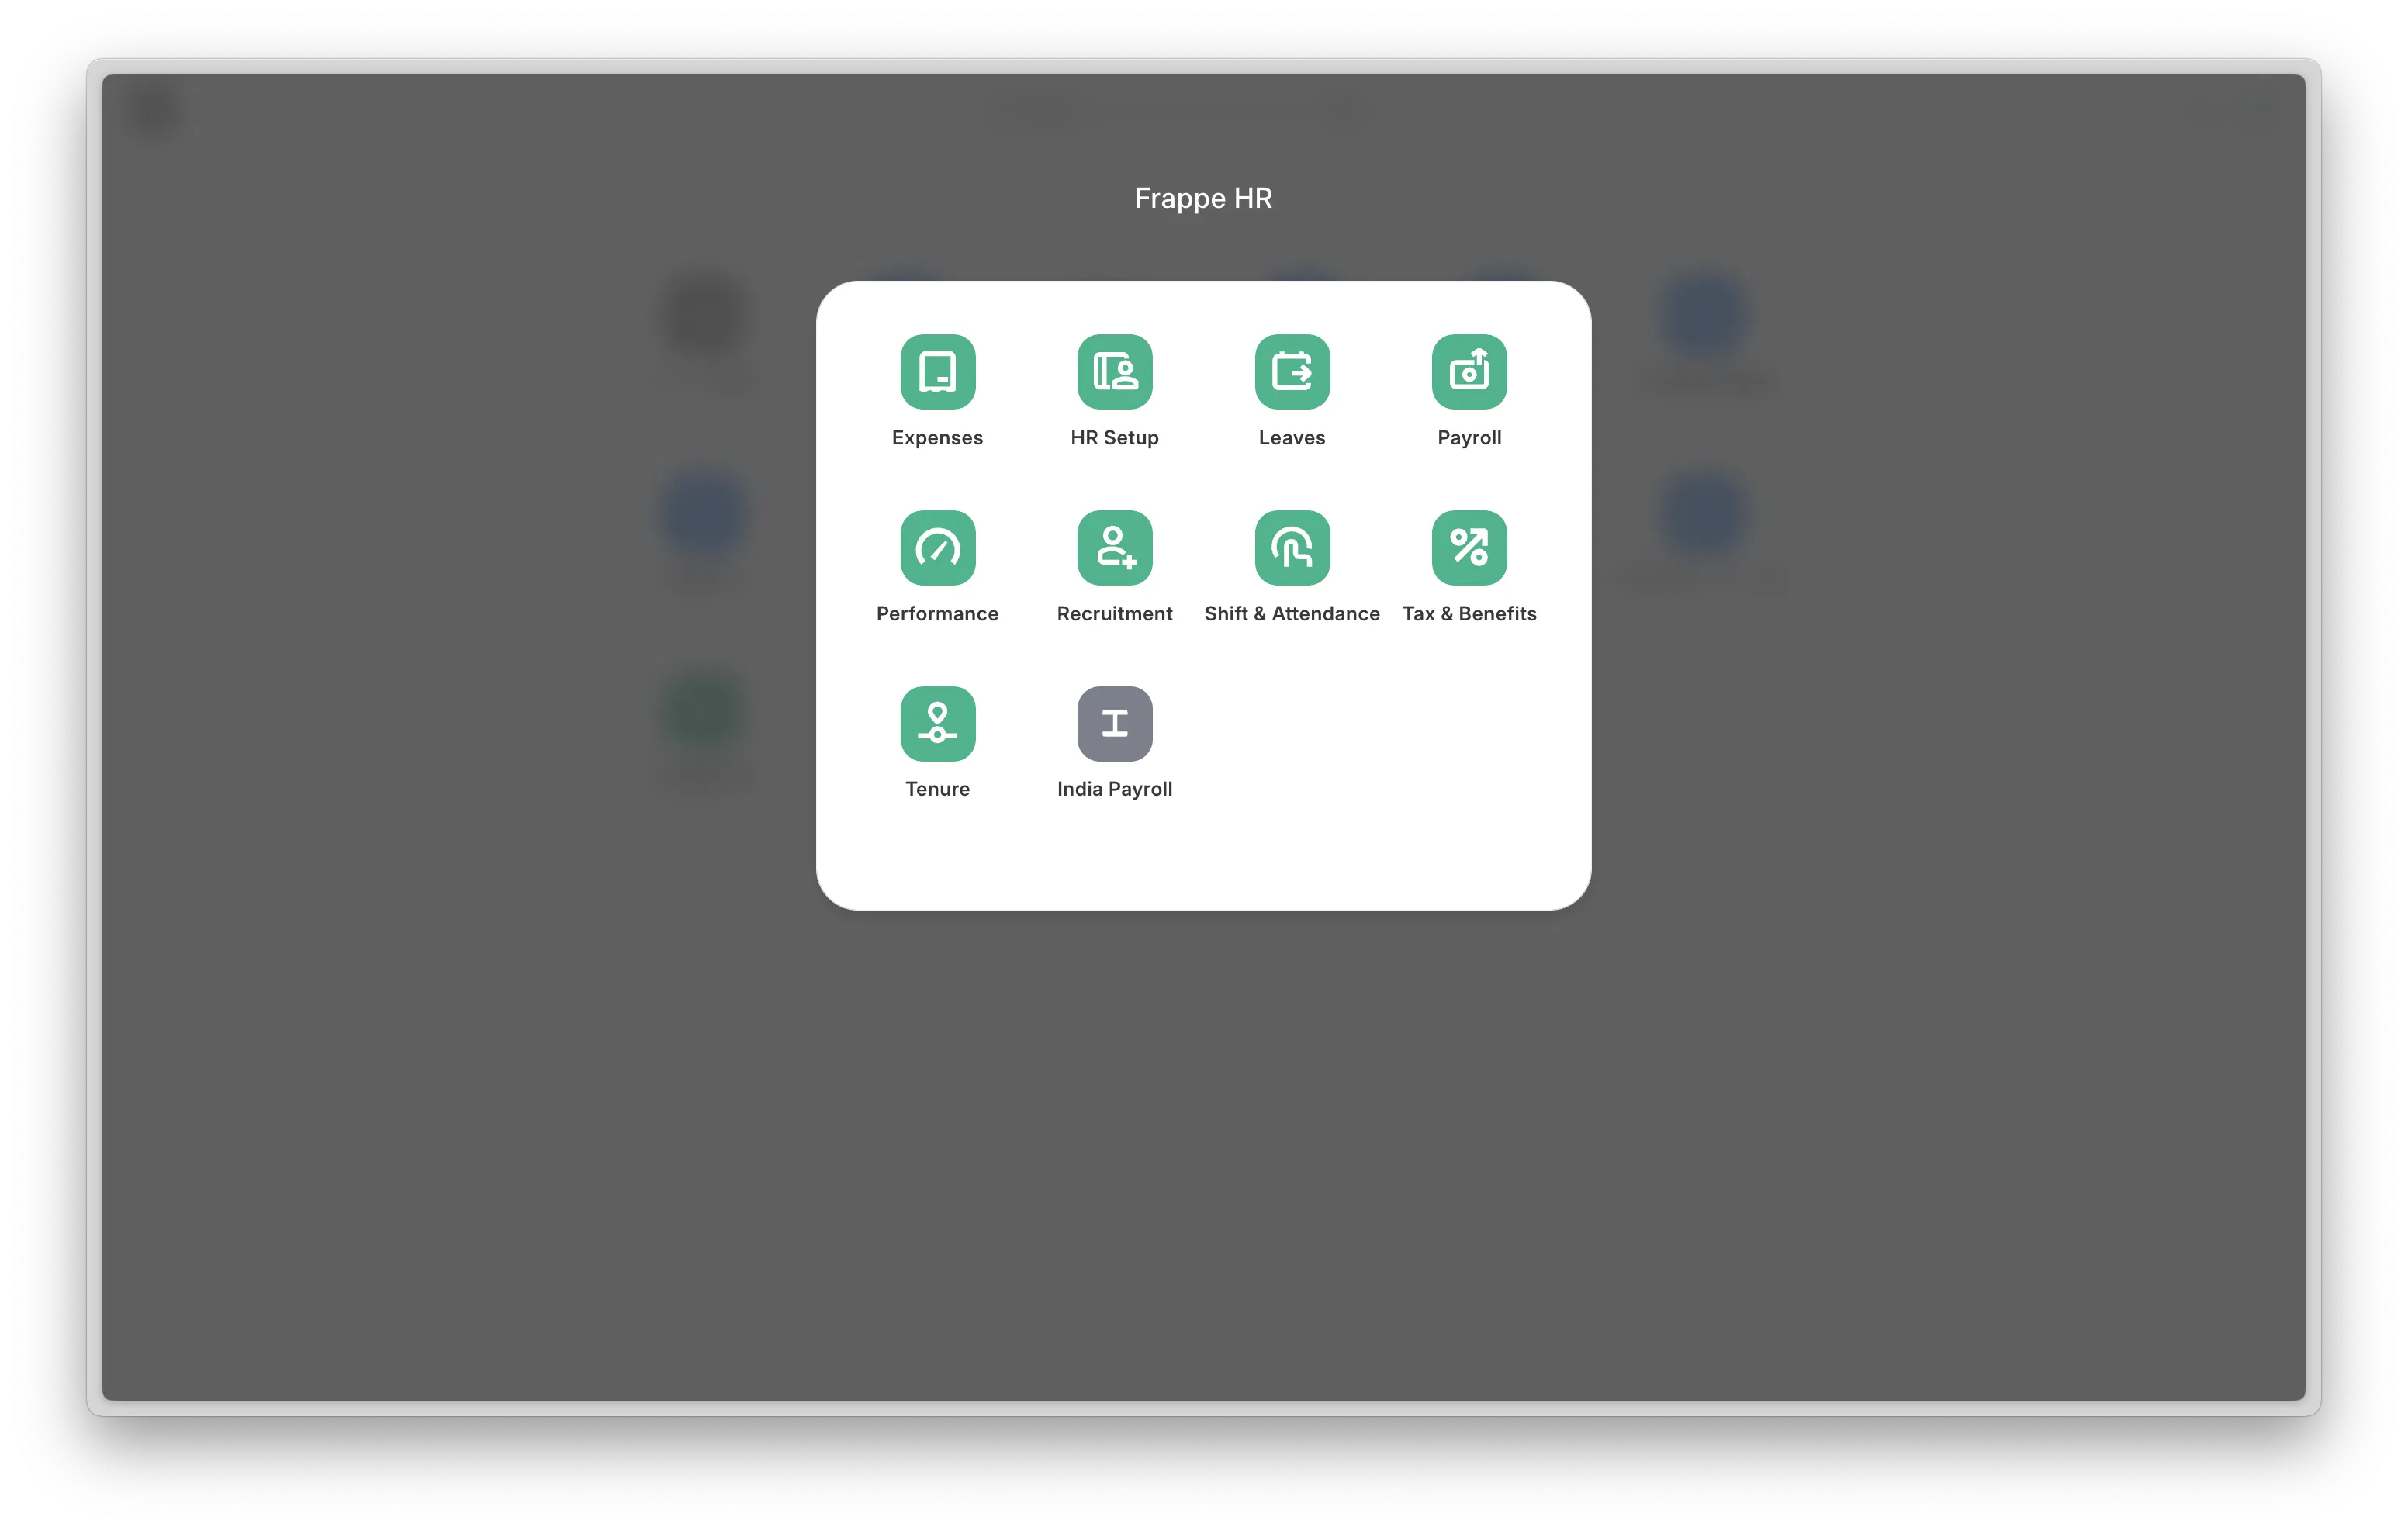 Frappe HR
Expenses
HR Setup
Leaves
Payroll
Performance
Recruitment
Shift & Attendance
Tax & Benefits
Tenure
India Payroll